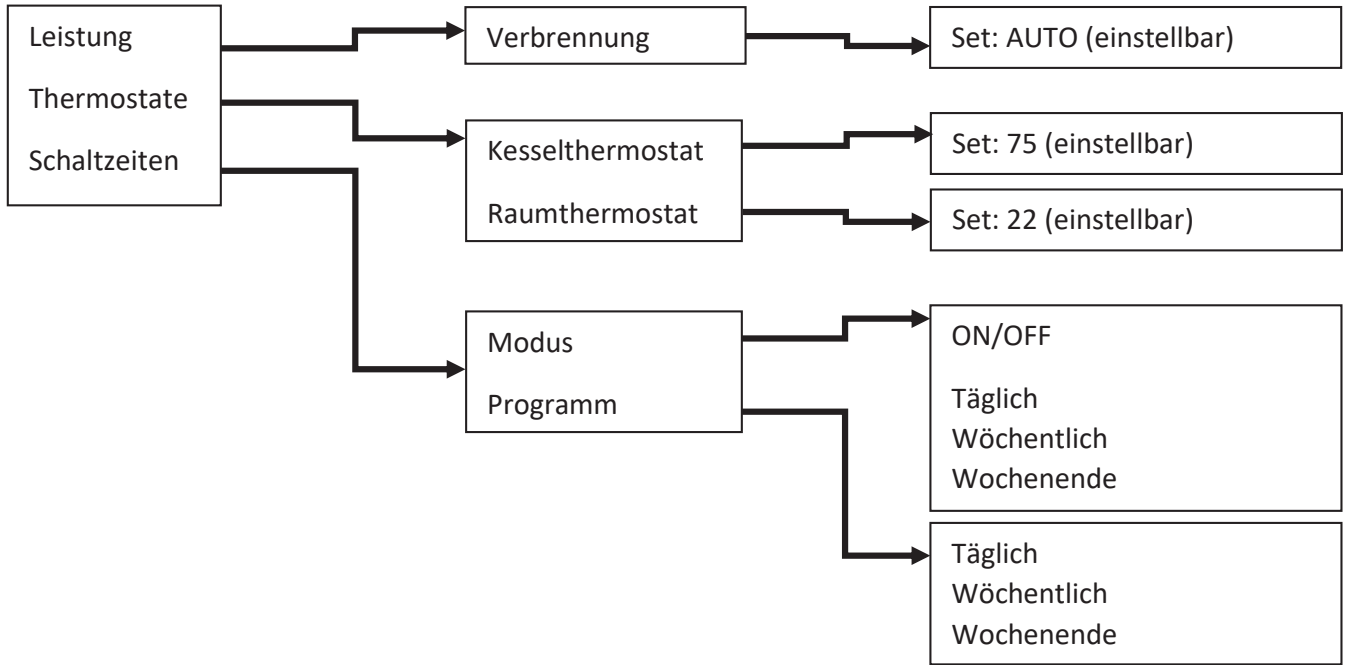 Leistung
Thermostate
Schaltzeiten
Verbrennung
Set: AUTO (einstellbar)
Kesselthermostat
Raumthermostat
Set: 75 (einstellbar)
Set: 22 (einstellbar)
Modus
Programm
ON/OFF
Täglich
Wöchentlich
Wochenende
Täglich
Wöchentlich
Wochenende